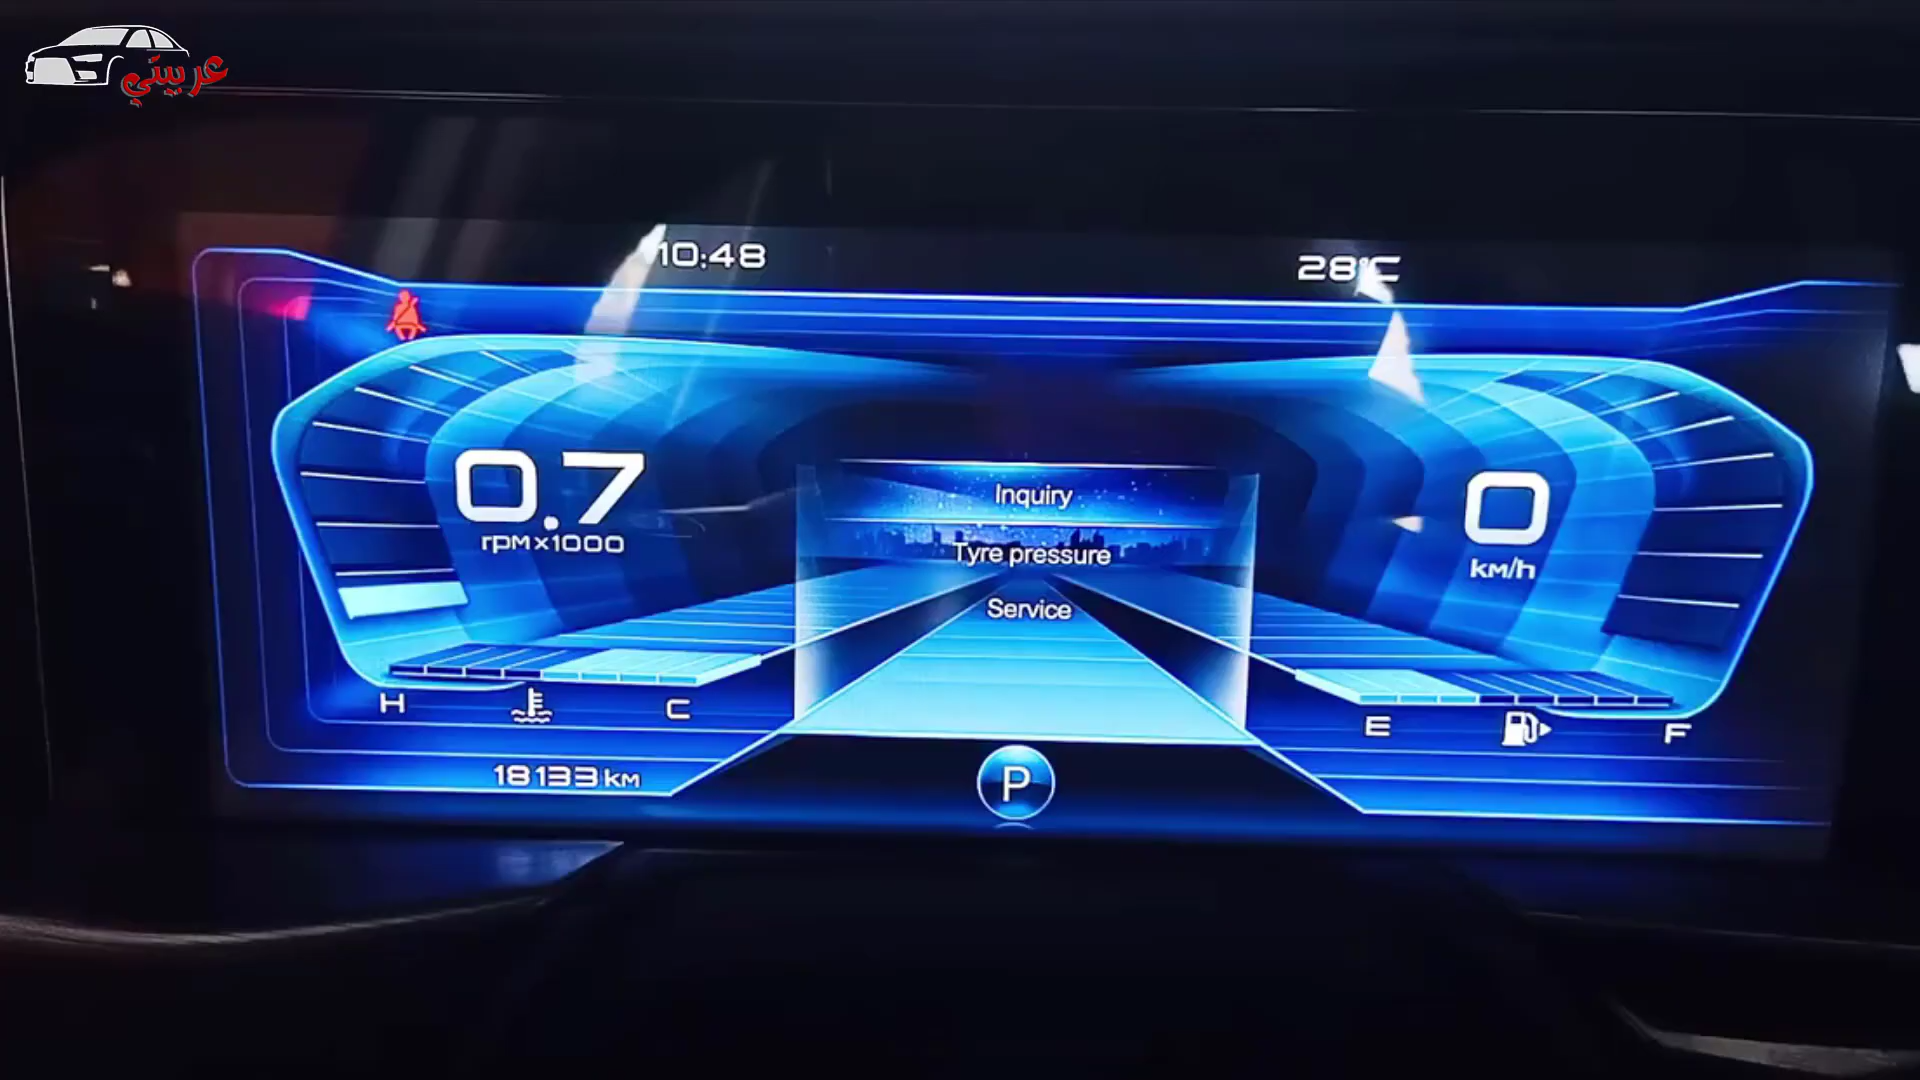 عربيتي
10:48
28°C
0.7
rpm x1000
Inquiry
Tyre pressure
Service
0
km/h
H
C
E
F
18133 km
P